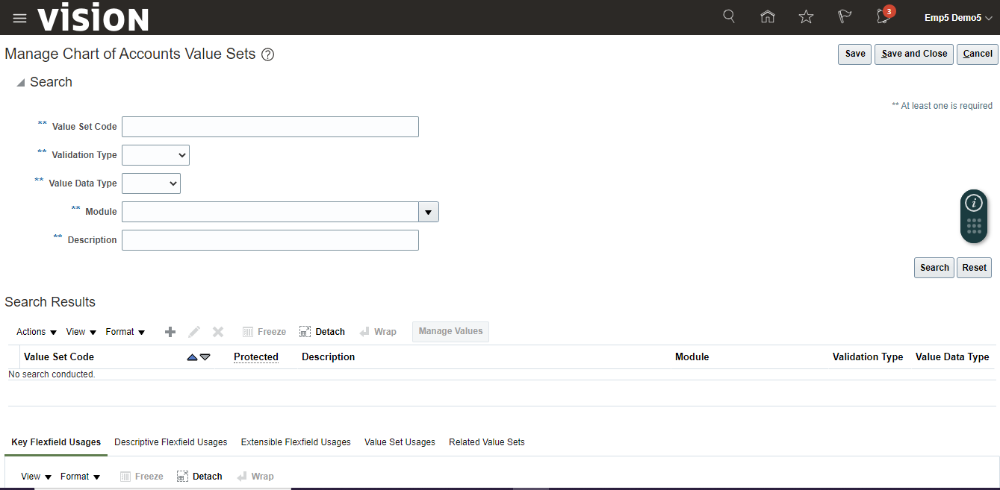 vision
3
Emp5 Demo5
Manage Chart of Accounts Value Sets ?
Save
Save and Close
Cancel
Search
** At least one is required
** Value Set Code
** Validation Type
** Value Data Type
** Module
** Description
i
Search
Reset
Search Results
Actions View Format Freeze Detach Wrap Manage Values
Value Set Code Protected Description Module Validation Type Value Data Type
No search conducted.
Key Flexfield Usages Descriptive Flexfield Usages Extensible Flexfield Usages Value Set Usages Related Value Sets
View Format Freeze Detach Wrap